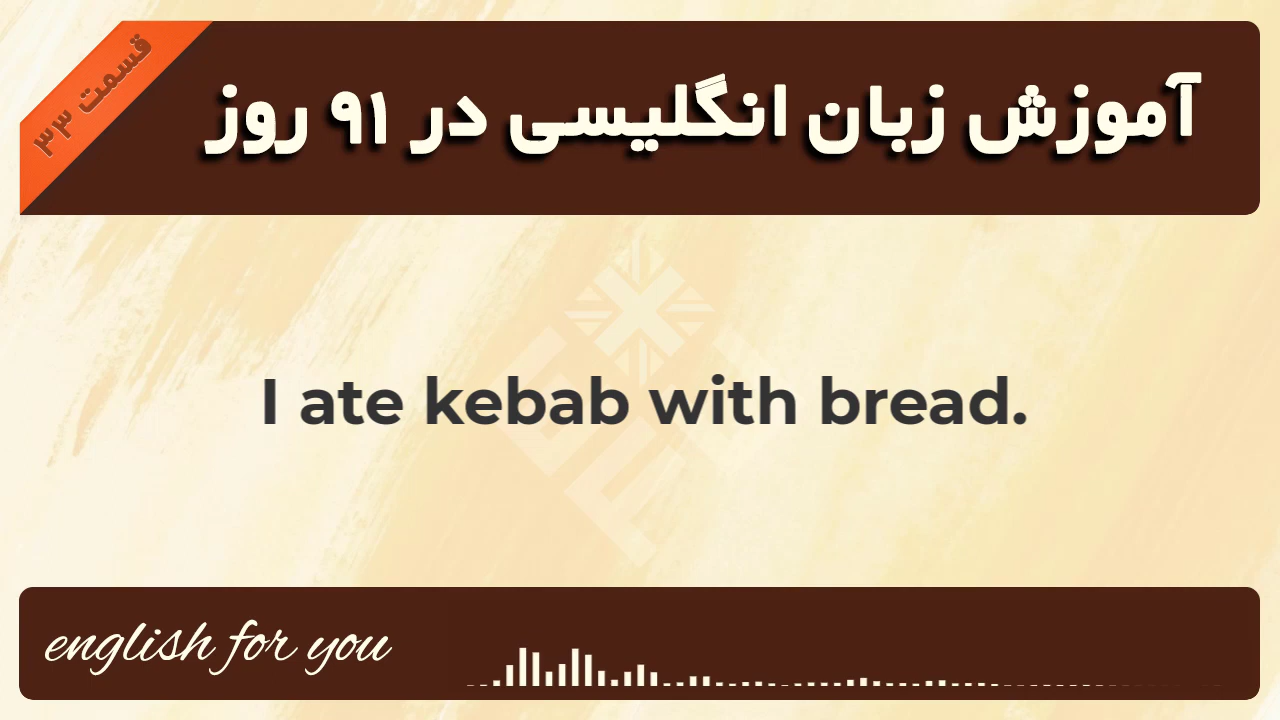 قسمت ۳۳
آموزش زبان انگلیسی در ۹۱ روز
I ate kebab with bread.
english for you